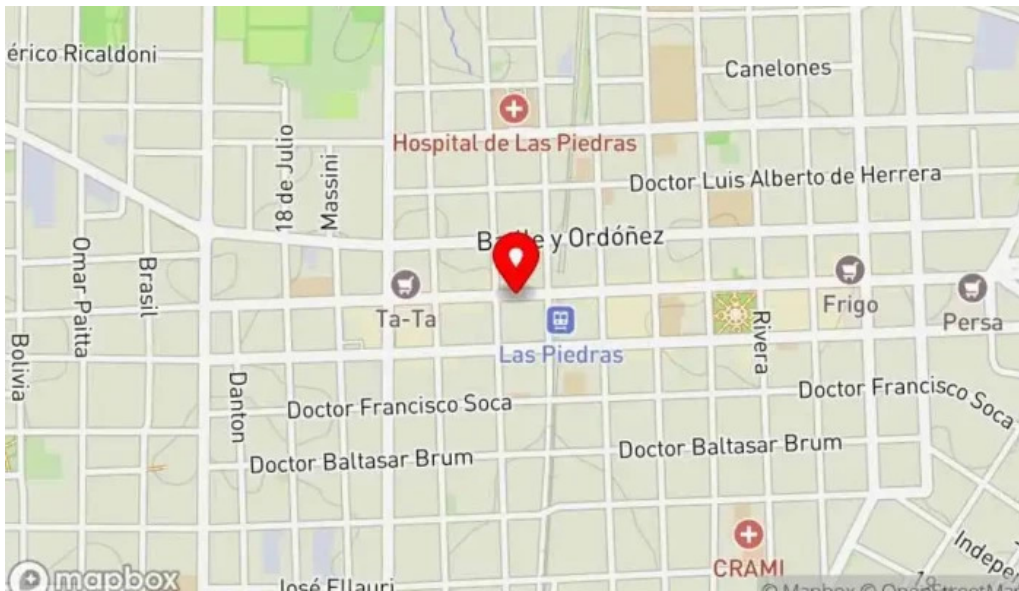 érico Ricaldoni
Canelones
Hospital de Las Piedras
18 de Julio
Massini
Doctor Luis Alberto de Herrera
Omar Paitta
Brasil
y Ordóñez
Ta-Ta
Frigo
Persa
Las Piedras
Rivera
Bolivia
Danton
Doctor Francisco Soca
Doctor Francisco Soca
Doctor Baltasar Brum
Doctor Baltasar Brum
CRAMI
Indepe
José Ellauri
mapbox
© Mapbox © OpenStreetMa